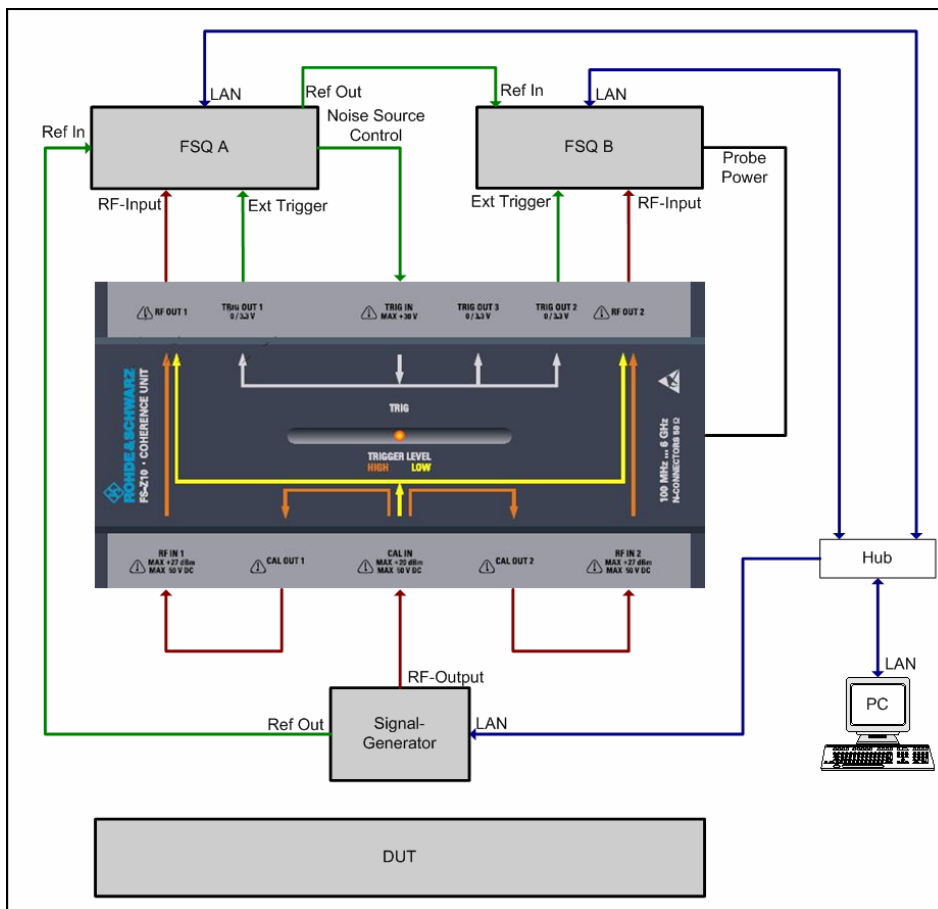 LAN
Ref Out
Ref In
LAN
Ref In
FSQ A
Noise Source
Control
FSQ B
Probe
Power
RF-Input
Ext Trigger
Ext Trigger
RF-Input
RF OUT 1
TRIG OUT 1
0 / 3.3 V
TRIG IN
MAX +30 V
TRIG OUT 3
0 / 3.3 V
TRIG OUT 2
0 / 3.3 V
RF OUT 2
ROHDE&SCHWARZ
FS-Z10 · COHERENCE UNIT
TRIG
TRIGGER LEVEL
HIGH LOW
100 MHz ... 6 GHz
N-CONNECTORS 50 Ω
RF IN 1
MAX +27 dBm
MAX 50 V DC
CAL OUT 1
CAL IN
MAX +20 dBm
MAX 50 V DC
CAL OUT 2
RF IN 2
MAX +27 dBm
MAX 50 V DC
Hub
RF-Output
LAN
Ref Out
Signal-
Generator
LAN
PC
DUT